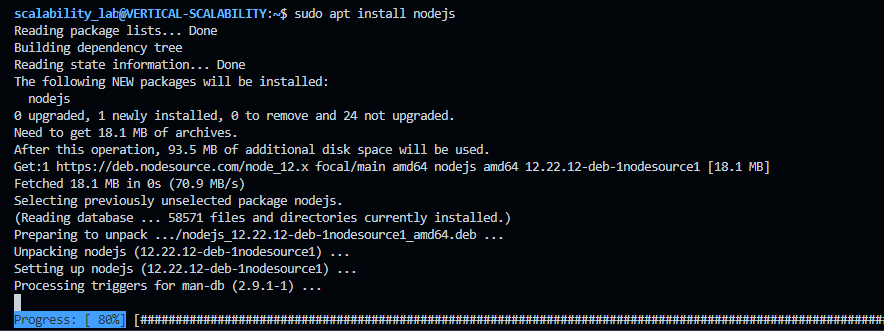 scalability_lab@VERTICAL-SCALABILITY:~$ sudo apt install nodejs
Reading package lists... Done
Building dependency tree
Reading state information... Done
The following NEW packages will be installed:
  nodejs
0 upgraded, 1 newly installed, 0 to remove and 24 not upgraded.
Need to get 18.1 MB of archives.
After this operation, 93.5 MB of additional disk space will be used.
Get:1 https://deb.nodesource.com/node_12.x focal/main amd64 nodejs amd64 12.22.12-deb-1nodesource1 [18.1 MB]
Fetched 18.1 MB in 0s (70.9 MB/s)
Selecting previously unselected package nodejs.
(Reading database ... 58571 files and directories currently installed.)
Preparing to unpack .../nodejs_12.22.12-deb-1nodesource1_amd64.deb ...
Unpacking nodejs (12.22.12-deb-1nodesource1) ...
Setting up nodejs (12.22.12-deb-1nodesource1) ...
Processing triggers for man-db (2.9.1-1) ...
Progress: [ 80%] [##########################################################################################################